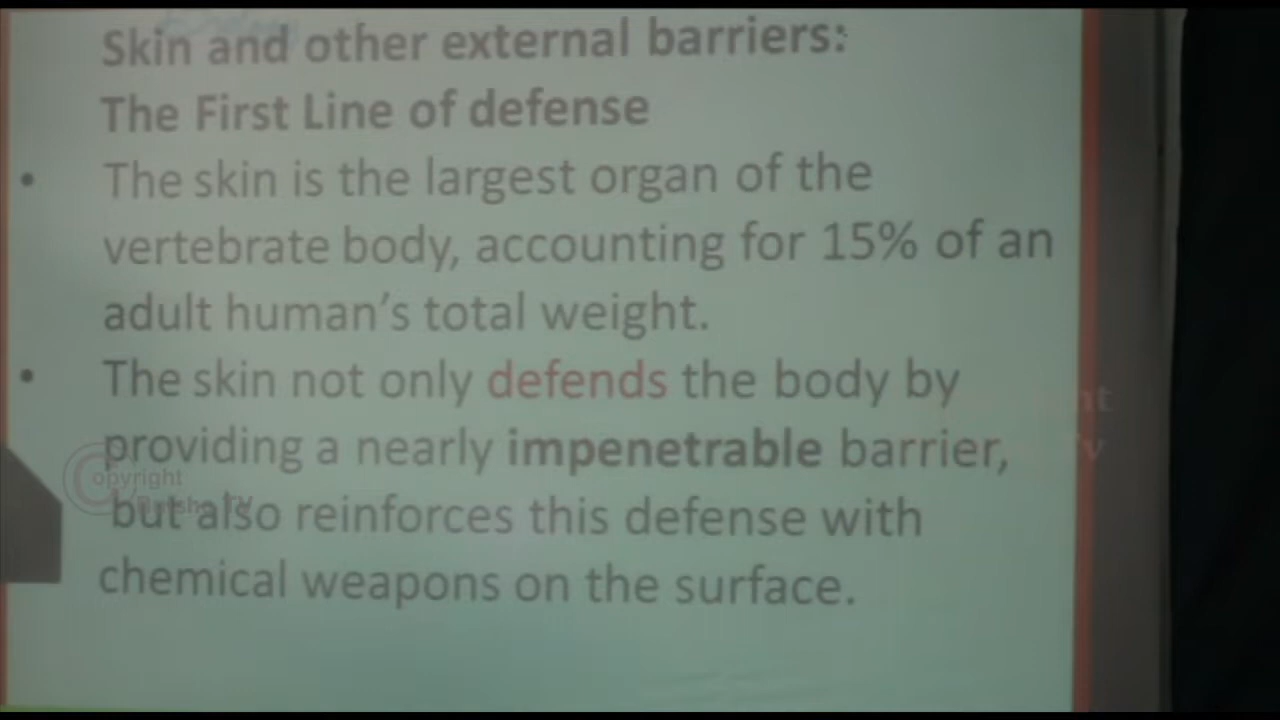 Skin and other external barriers:
The First Line of defense
• The skin is the largest organ of the
vertebrate body, accounting for 15% of an
adult human’s total weight.
• The skin not only defends the body by
providing a nearly impenetrable barrier,
but also reinforces this defense with
chemical weapons on the surface.
Copyright
TV